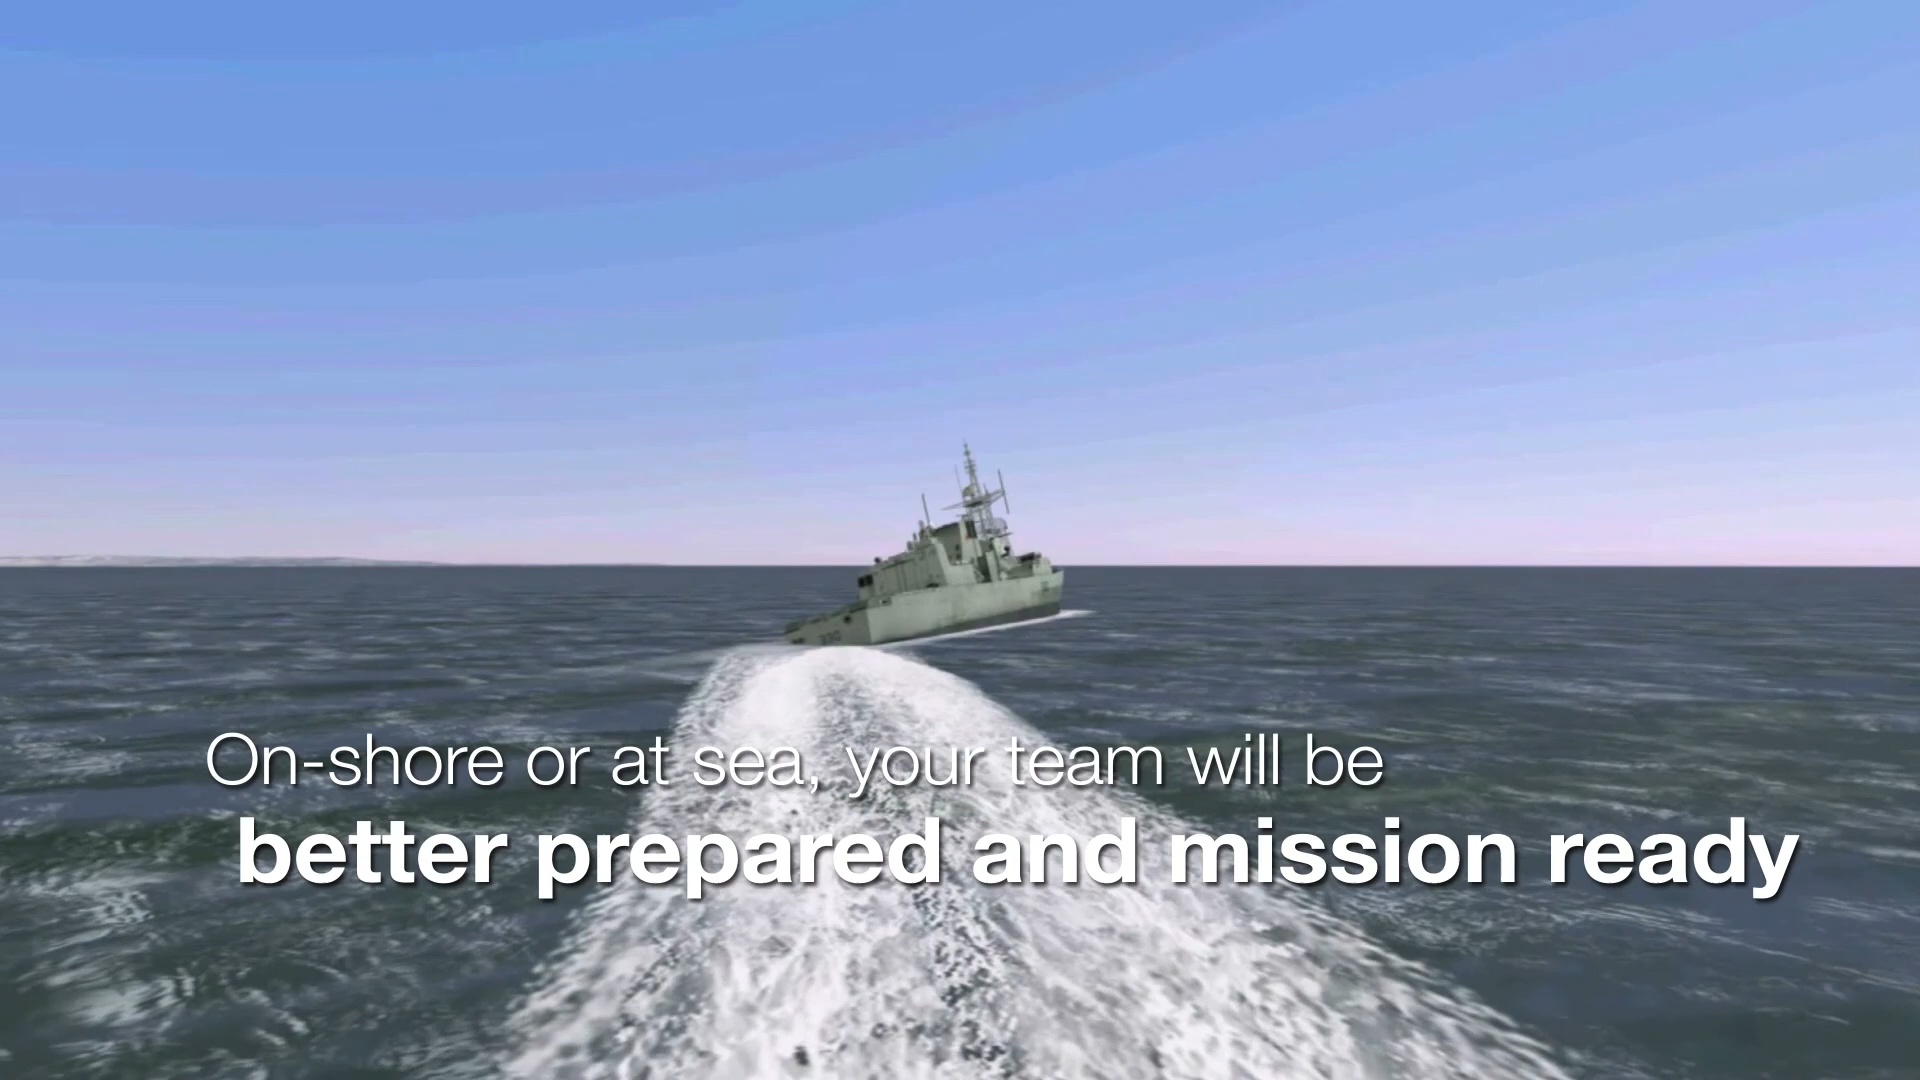 On-shore or at sea, your team will be
better prepared and mission ready